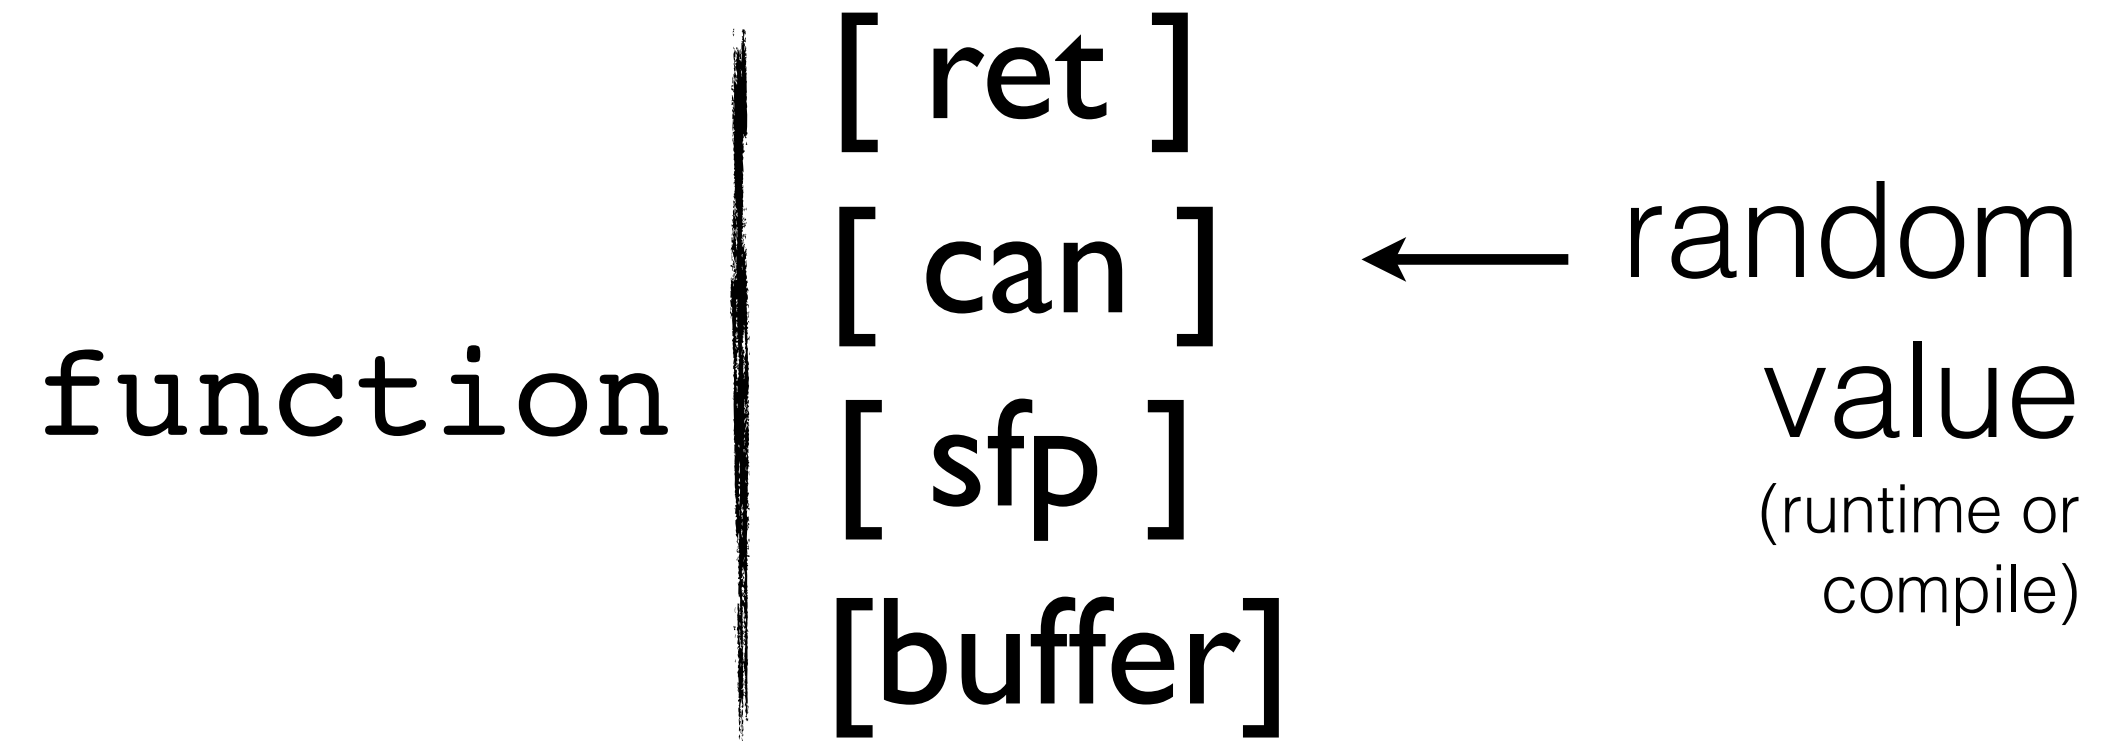 function
[ ret ]
[ can ]
[ sfp ]
[buffer]
random
value
(runtime or
compile)